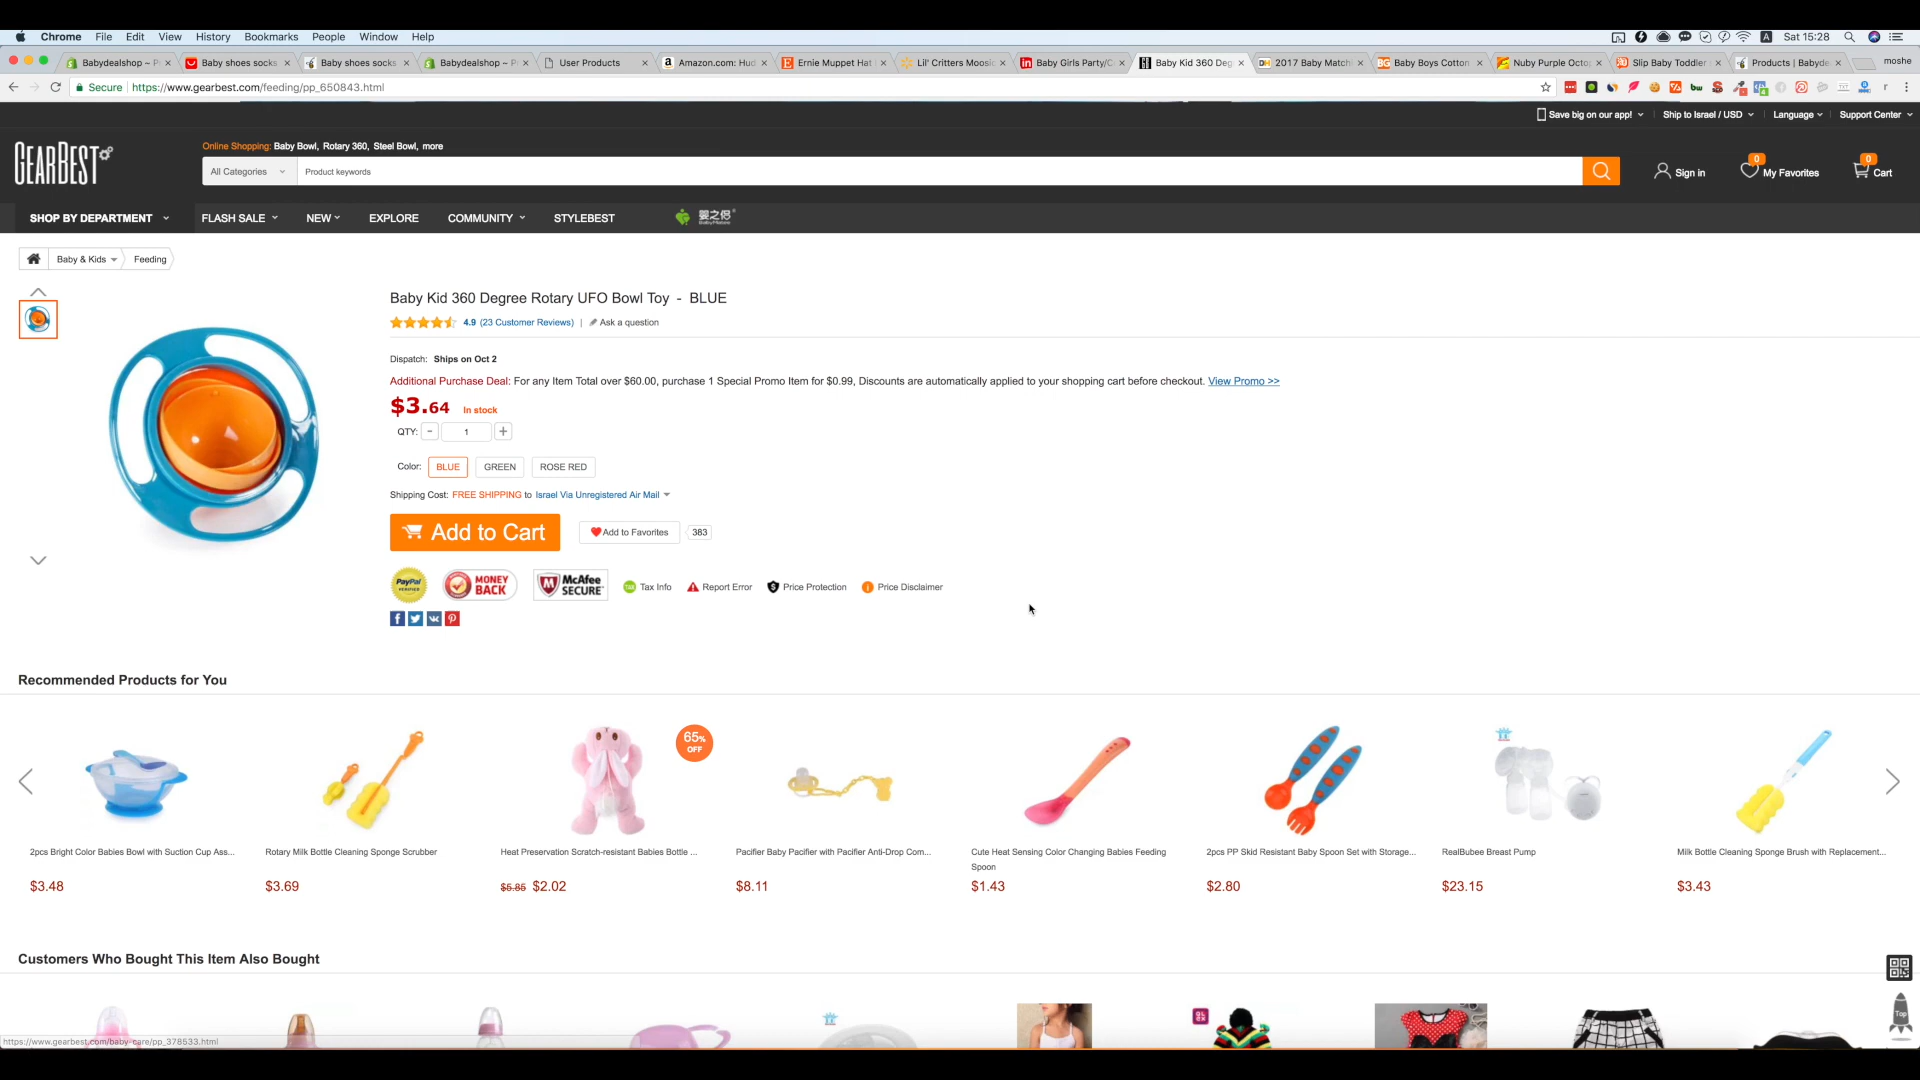 Chrome File Edit View History Bookmarks People Window Help
Sat 15:28
Babydealshop – P
Baby shoes socks
Baby shoes socks
Babydealshop – P
User Products
Amazon.com: Hud
Ernie Muppet Hat
Lil' Critters Moosic
Baby Girls Party/C
Baby Kid 360 Deg
2017 Baby Match
BG Baby Boys Cotton
Nuby Purple Octo
Slip Baby Toddler
Products | Babyde
moshe
Secure https://www.gearbest.com/feeding/pp_650843.html
Save big on our app! Ship to Israel / USD Language Support Center
GEARBEST
Online Shopping: Baby Bowl, Rotary 360, Steel Bowl, more
All Categories Product keywords
Sign in 0 My Favorites 0 Cart
SHOP BY DEPARTMENT FLASH SALE NEW EXPLORE COMMUNITY STYLEBEST 婴之侣
Baby & Kids Feeding
Baby Kid 360 Degree Rotary UFO Bowl Toy - BLUE
4.9 (23 Customer Reviews) | Ask a question
Dispatch: Ships on Oct 2
Additional Purchase Deal: For any Item Total over $60.00, purchase 1 Special Promo Item for $0.99, Discounts are automatically applied to your shopping cart before checkout. View Promo >>
$3.64 In stock
QTY: - 1 +
Color: BLUE GREEN ROSE RED
Shipping Cost: FREE SHIPPING to Israel Via Unregistered Air Mail
Add to Cart Add to Favorites 383
PayPal VERIFIED MONEY BACK McAfee SECURE Tax Info Report Error Price Protection Price Disclaimer
Recommended Products for You
65% OFF
2pcs Bright Color Babies Bowl with Suction Cup Ass...
$3.48
Rotary Milk Bottle Cleaning Sponge Scrubber
$3.69
Heat Preservation Scratch-resistant Babies Bottle ...
$5.85 $2.02
Pacifier Baby Pacifier with Pacifier Anti-Drop Com...
$8.11
Cute Heat Sensing Color Changing Babies Feeding
Spoon
$1.43
2pcs PP Skid Resistant Baby Spoon Set with Storage...
$2.80
RealBubee Breast Pump
$23.15
Milk Bottle Cleaning Sponge Brush with Replacement...
$3.43
Customers Who Bought This Item Also Bought
Top
https://www.gearbest.com/baby-care/pp_378533.html